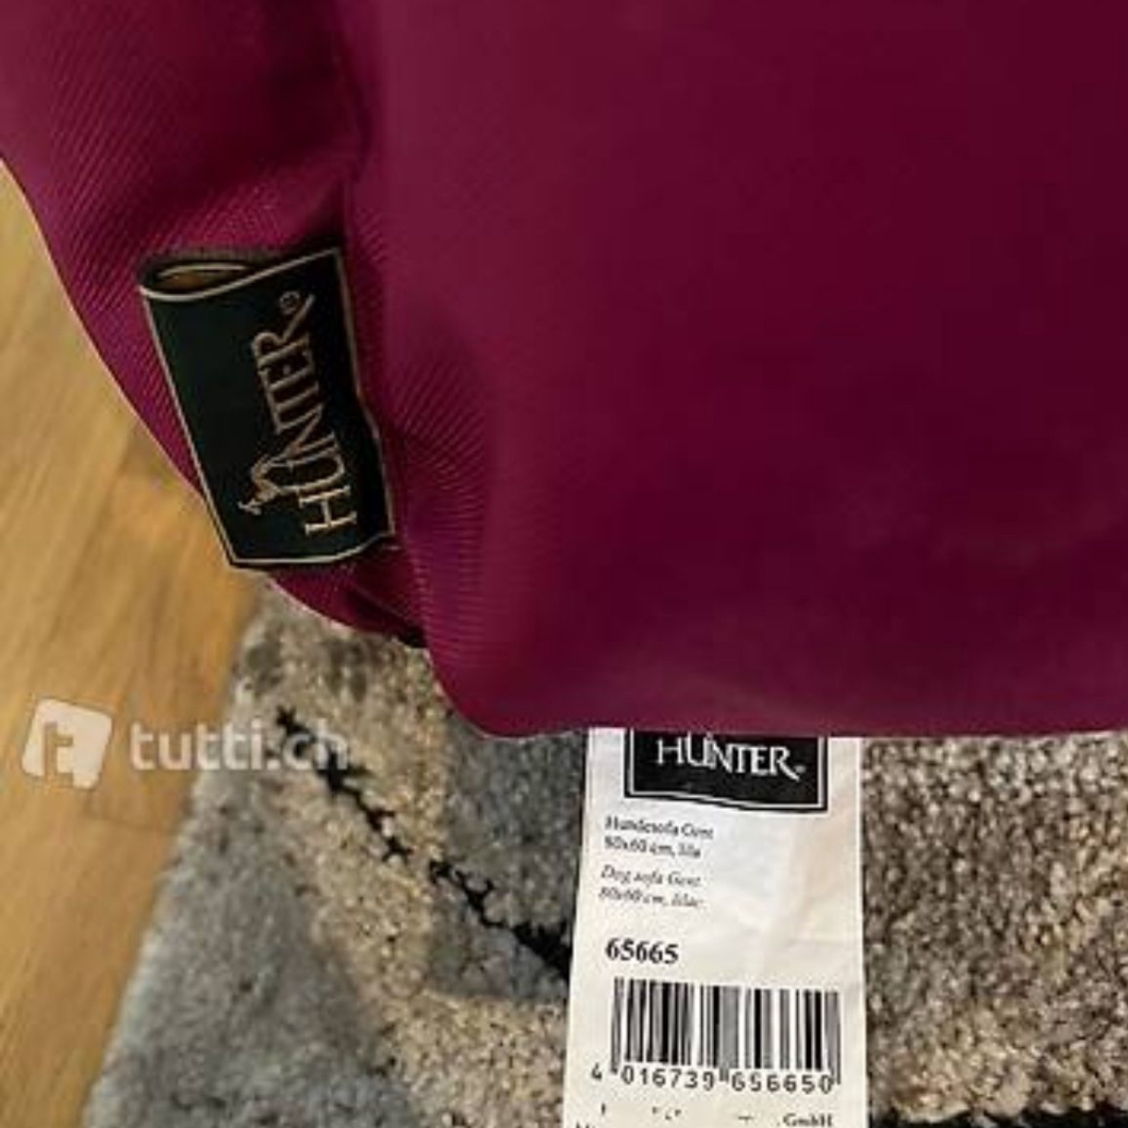 HUNTER®
tutti.ch
HUNTER®
Hundesofa Gent
80x60 cm, lila
Dog sofa Gent
80x60 cm, lilac
65665
4 016739 656650
GmbH